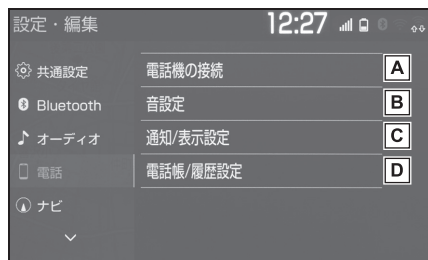 設定・編集 12:27
共通設定
Bluetooth
オーディオ
電話
ナビ
電話機の接続 A
音設定 B
通知/表示設定 C
電話帳/履歴設定 D